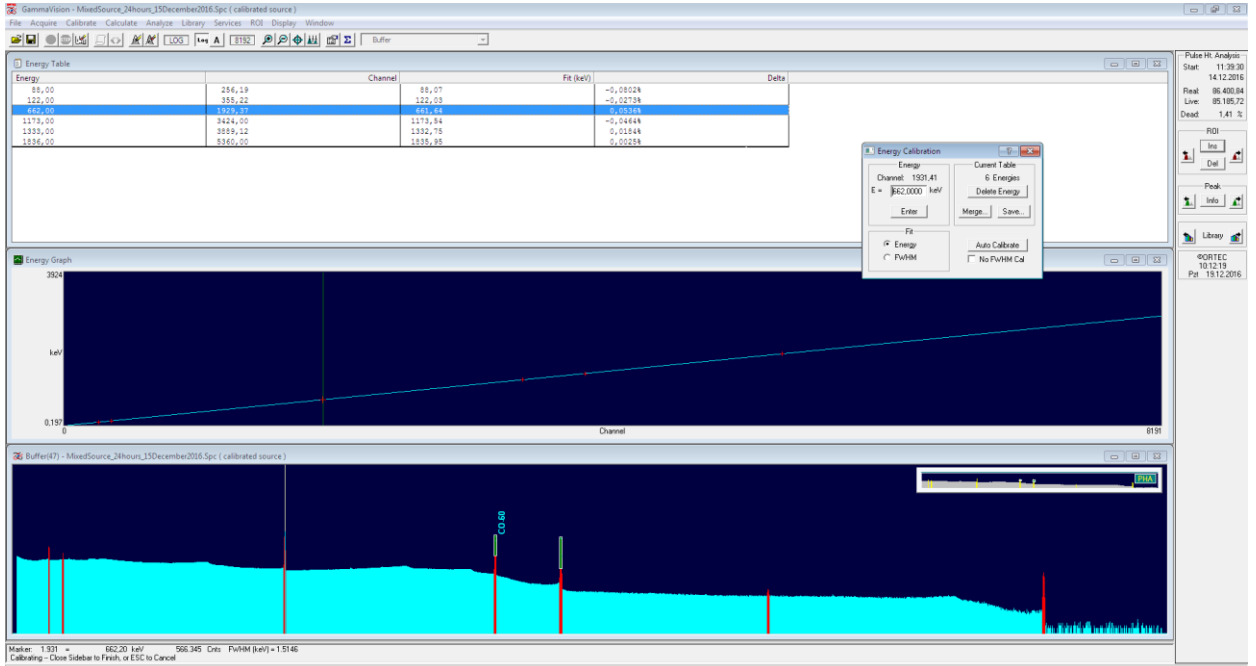 GammaVision - MixedSource_24hours_15December2016.Spc ( calibrated source )
File Acquire Calibrate Calculate Analyze Library Services ROI Display Window
LOG Log A 8192 Σ Buffer
Energy Table
Energy Channel Fit (keV) Delta
88,00 256,19 88,07 -0,0802%
122,00 355,22 122,03 -0,0273%
662,00 1929,37 661,64 0,0536%
1173,00 3424,00 1173,54 -0,0464%
1333,00 3889,12 1332,75 0,0184%
1836,00 5360,00 1835,95 0,0025%
Energy Calibration
Energy
Channel: 1931,41
E = 662,0000 keV
Enter
Current Table
6 Energies
Delete Energy
Merge... Save...
Fit
Energy
FWHM
Auto Calibrate
No FWHM Cal
Energy Graph
3924
keV
0,197
0 Channel 8191
Buffer(47) - MixedSource_24hours_15December2016.Spc ( calibrated source )
PHA
CO-60
Marker: 1.931 = 662,20 keV 566.345 Cnts FWHM (keV) = 1.5146
Calibrating - Close Sidebar to Finish, or ESC to Cancel
Pulse Ht. Analysis
Start: 11:39:30
14.12.2016
Real: 86.400,84
Live: 85.185,72
Dead: 1,41 %
ROI
Ins
Del
Peak
Info
Library
ΦORTEC
10:12:19
Pzt 19.12.2016